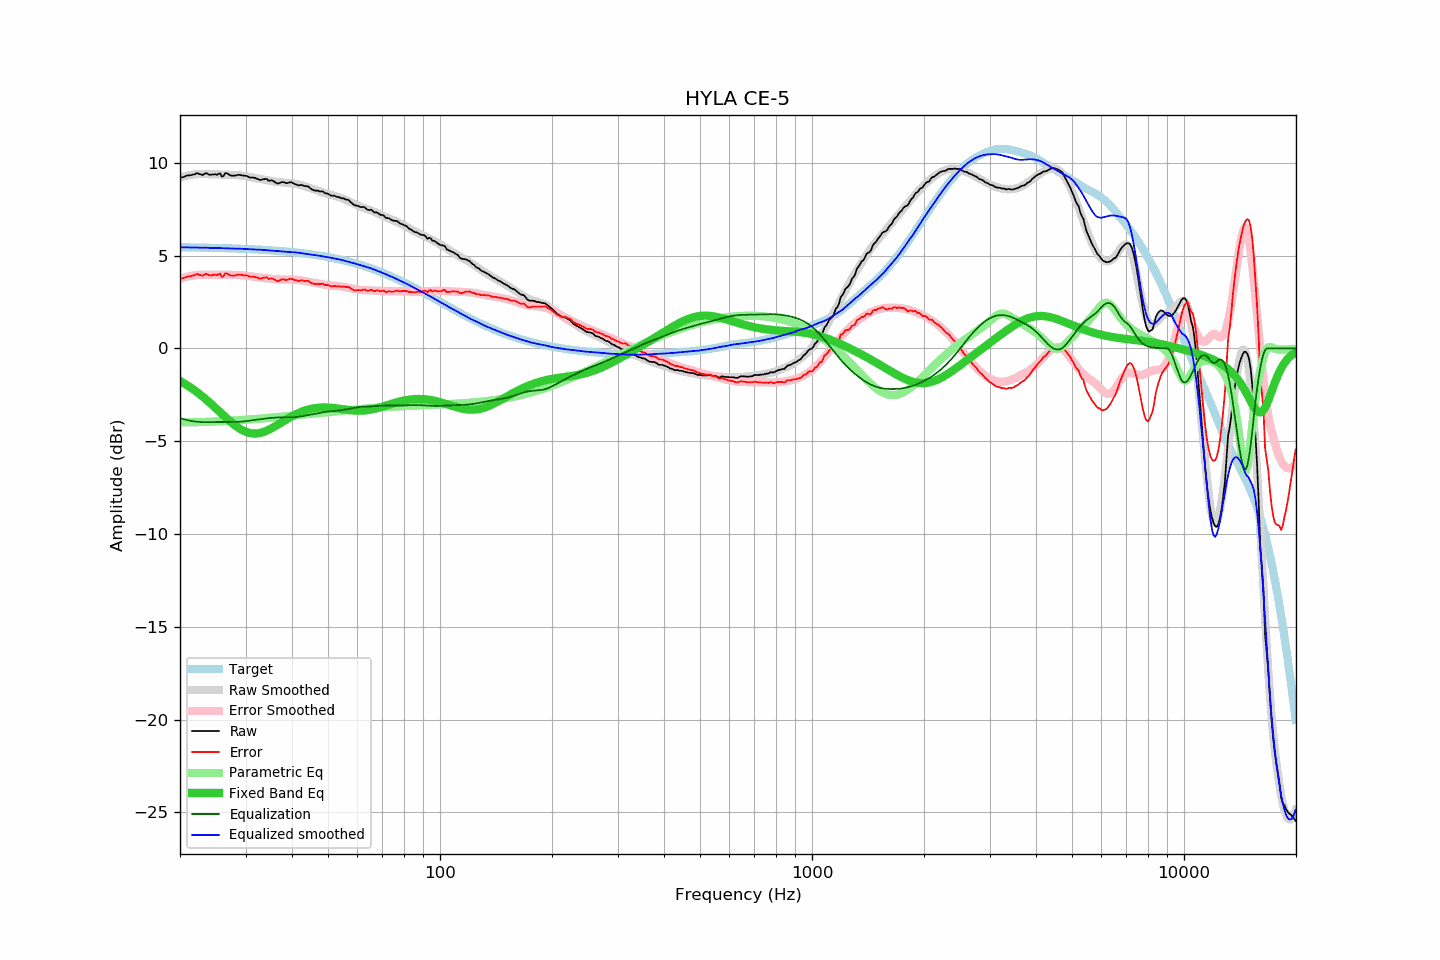 HYLA CE-5
Amplitude (dBr)
10
5
0
−5
−10
−15
−20
−25
Target
Raw Smoothed
Error Smoothed
Raw
Error
Parametric Eq
Fixed Band Eq
Equalization
Equalized smoothed
100
1000
10000
Frequency (Hz)